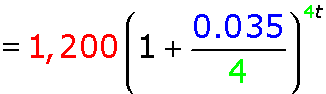 = 1,200 (1 + 0.035/4)^4t